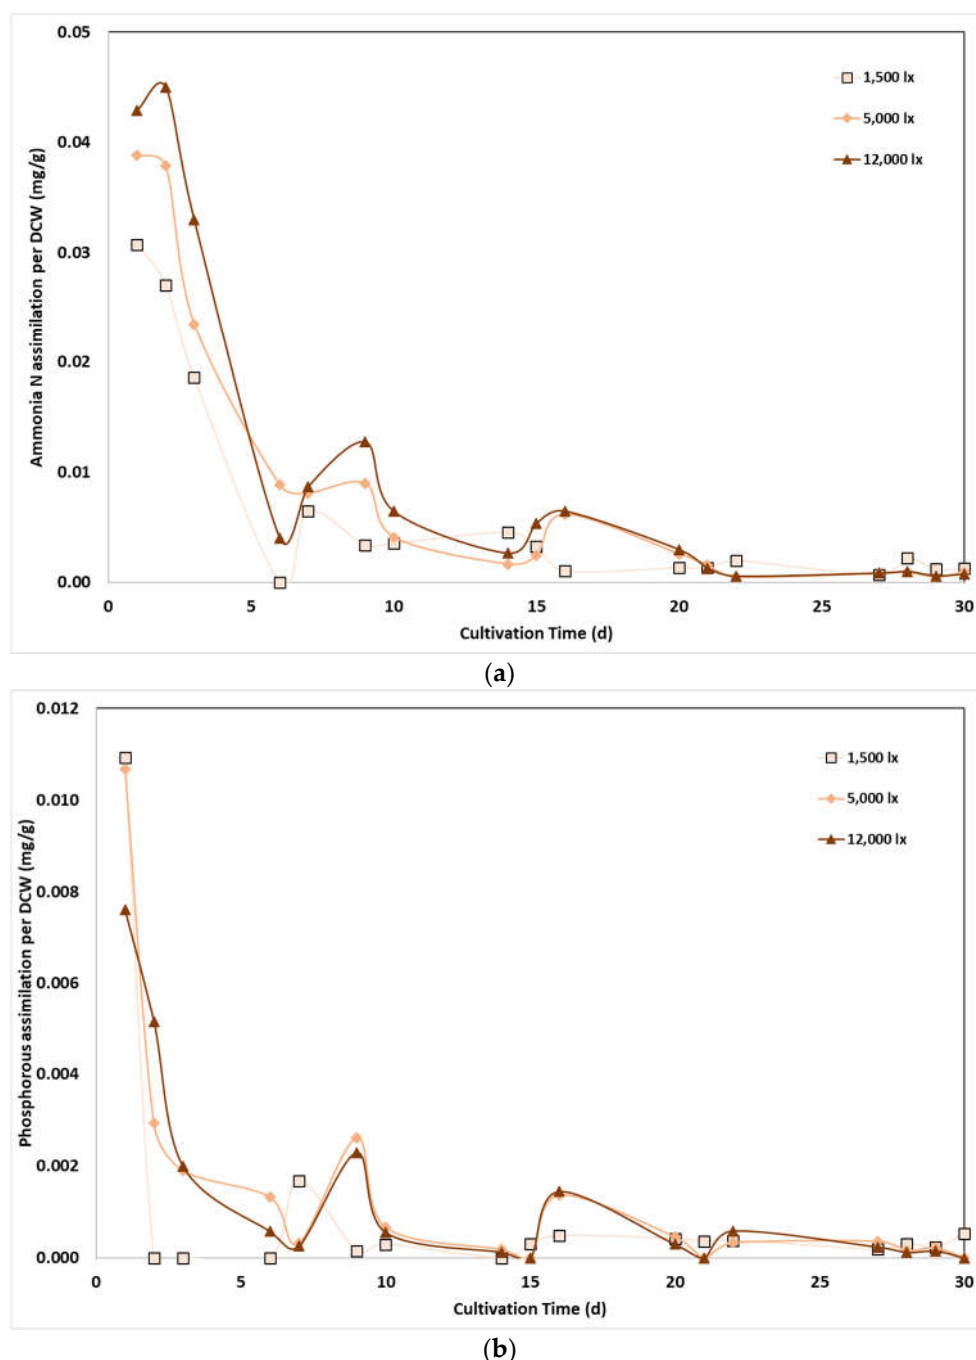 0.05
0.04
0.03
0.02
0.01
0.00
Ammonia N assimilation per DCW (mg/g)
1,500 lx
5,000 lx
12,000 lx
0 5 10 15 20 25 30
Cultivation Time (d)
(a)
0.012
0.010
0.008
0.006
0.004
0.002
0.000
Phosphorous assimilation per DCW (mg/g)
1,500 lx
5,000 lx
12,000 lx
0 5 10 15 20 25 30
Cultivation Time (d)
(b)